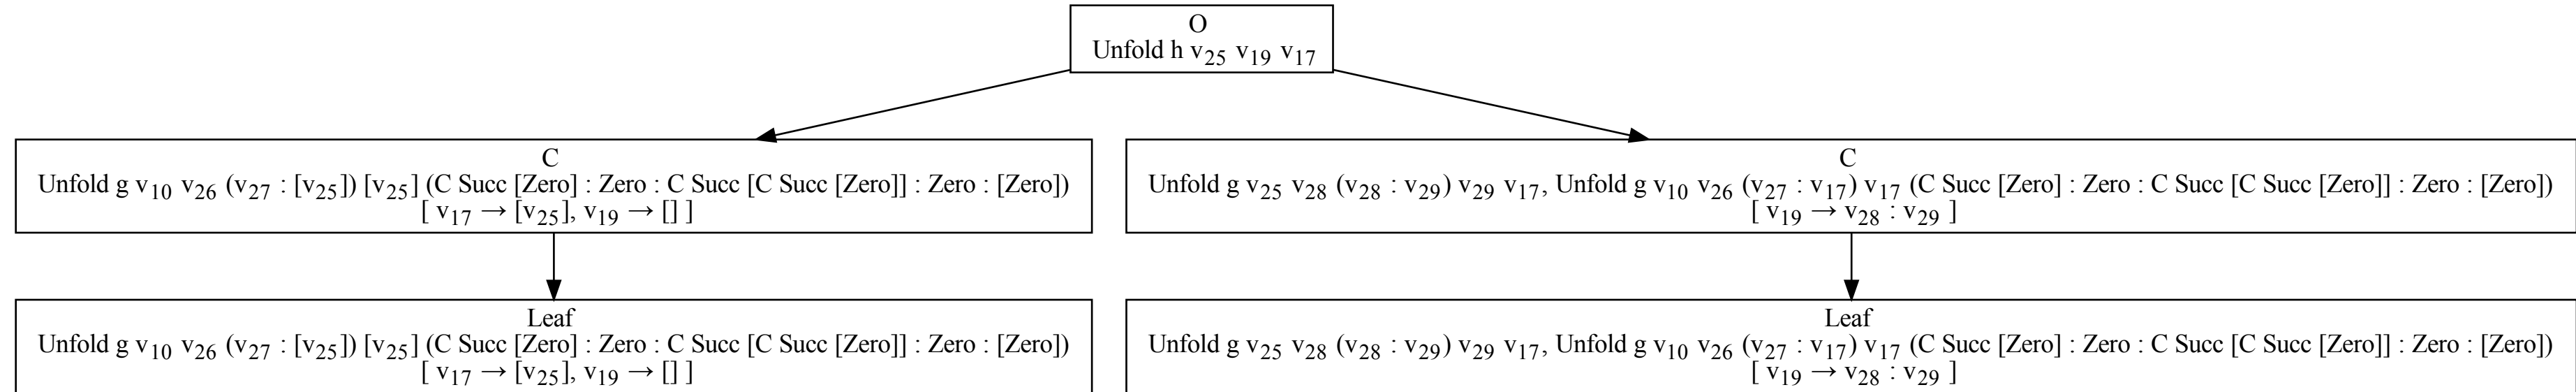 O
Unfold h v25 v19 v17
C
Unfold g v10 v26 (v27 : [v25]) [v25] (C Succ [Zero] : Zero : C Succ [C Succ [Zero]] : Zero : [Zero])
[ v17 → [v25], v19 → [] ]
C
Unfold g v25 v28 (v28 : v29) v29 v17, Unfold g v10 v26 (v27 : v17) v17 (C Succ [Zero] : Zero : C Succ [C Succ [Zero]] : Zero : [Zero])
[ v19 → v28 : v29 ]
Leaf
Unfold g v10 v26 (v27 : [v25]) [v25] (C Succ [Zero] : Zero : C Succ [C Succ [Zero]] : Zero : [Zero])
[ v17 → [v25], v19 → [] ]
Leaf
Unfold g v25 v28 (v28 : v29) v29 v17, Unfold g v10 v26 (v27 : v17) v17 (C Succ [Zero] : Zero : C Succ [C Succ [Zero]] : Zero : [Zero])
[ v19 → v28 : v29 ]